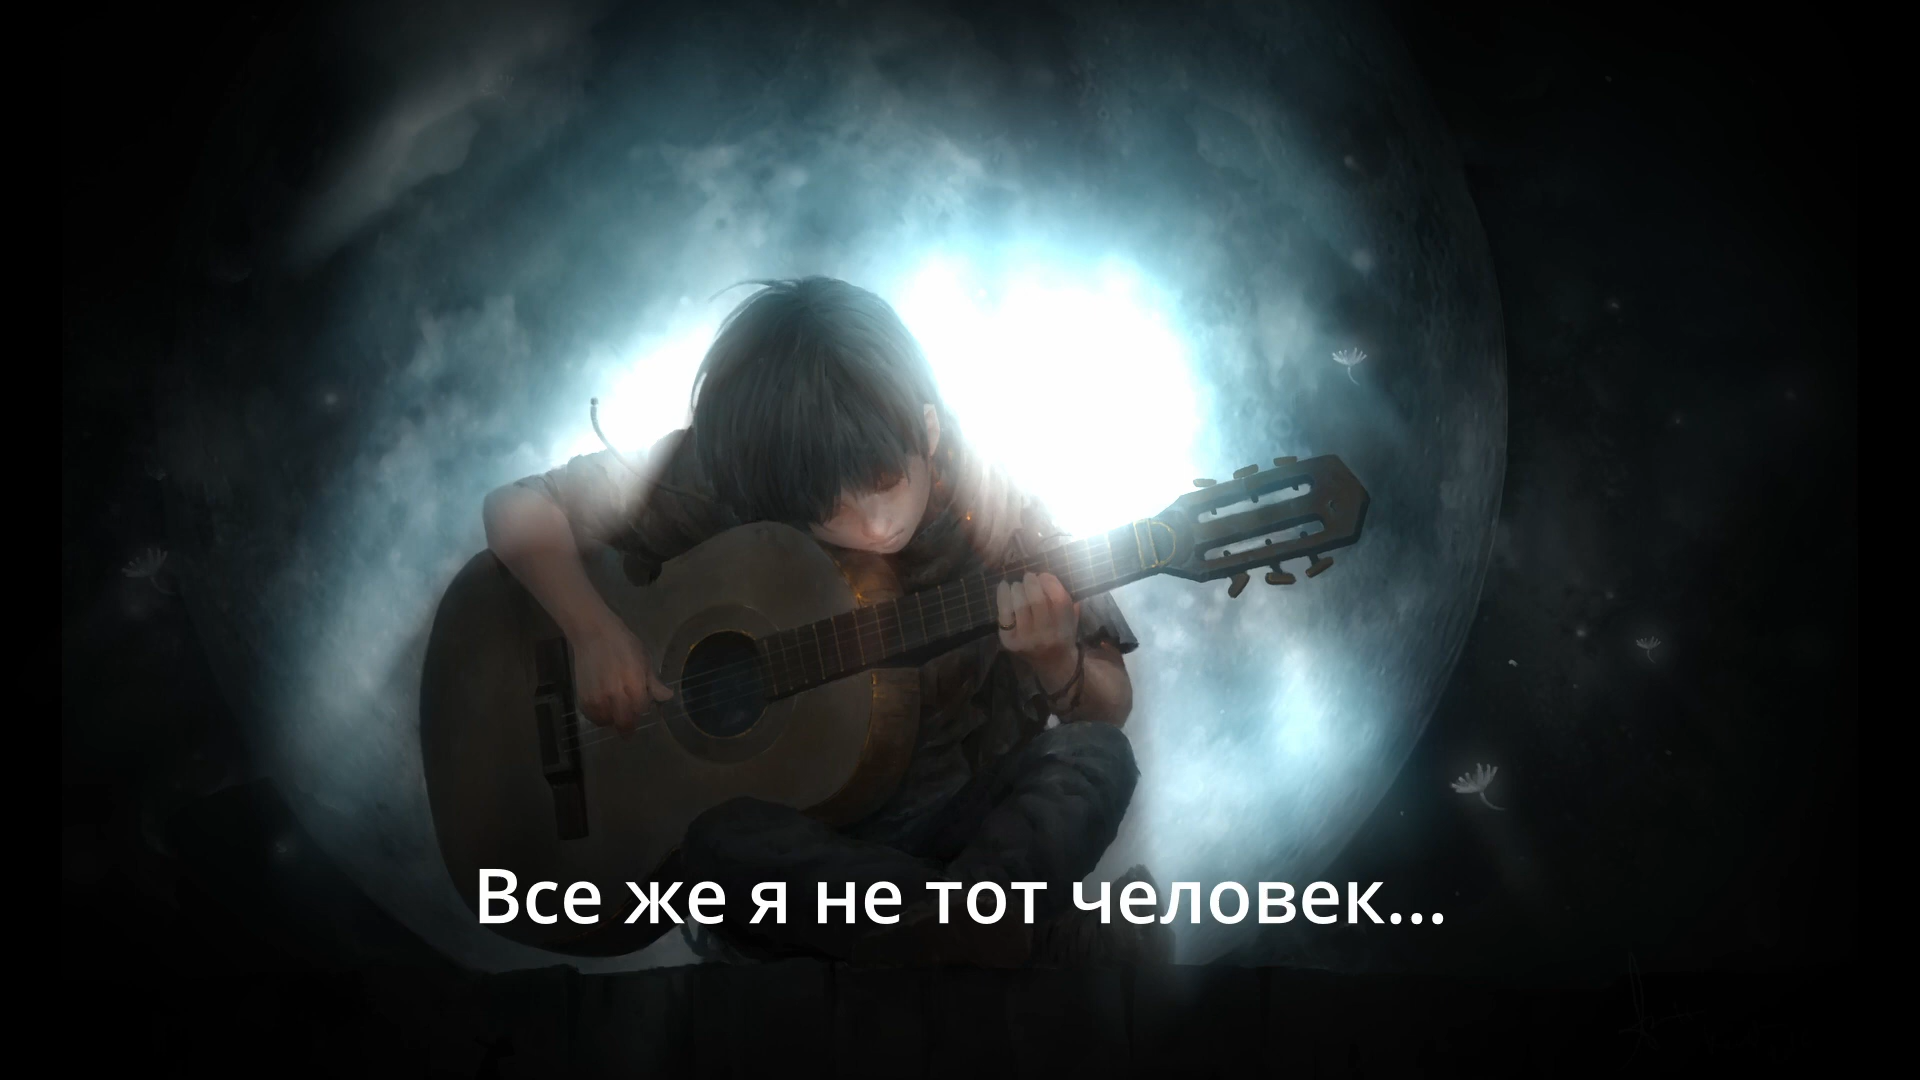 Все же я не тот человек...